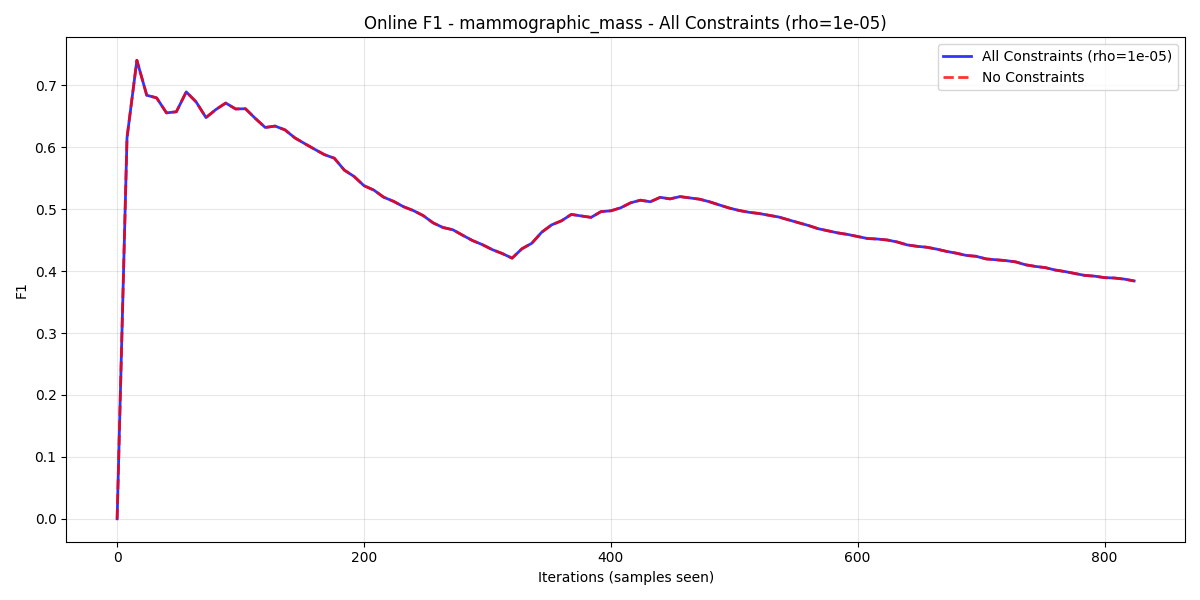 Online F1 - mammographic_mass - All Constraints (rho=1e-05)
All Constraints (rho=1e-05)
No Constraints
F1
0.7
0.6
0.5
0.4
0.3
0.2
0.1
0.0
0 200 400 600 800
Iterations (samples seen)